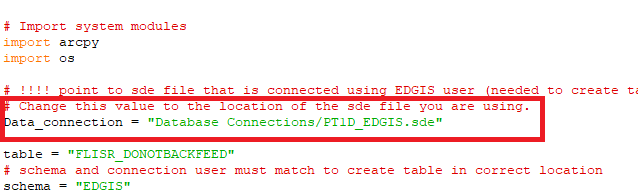 # Import system modules
import arcpy
import os
# !!!! point to sde file that is connected using EDGIS user (needed to create ta
# Change this value to the location of the sde file you are using.
Data_connection = "Database Connections/PT1D_EDGIS.sde"
table = "FLISR_DONOTBACKFEED"
# schema and connection user must match to create table in correct location
schema = "EDGIS"